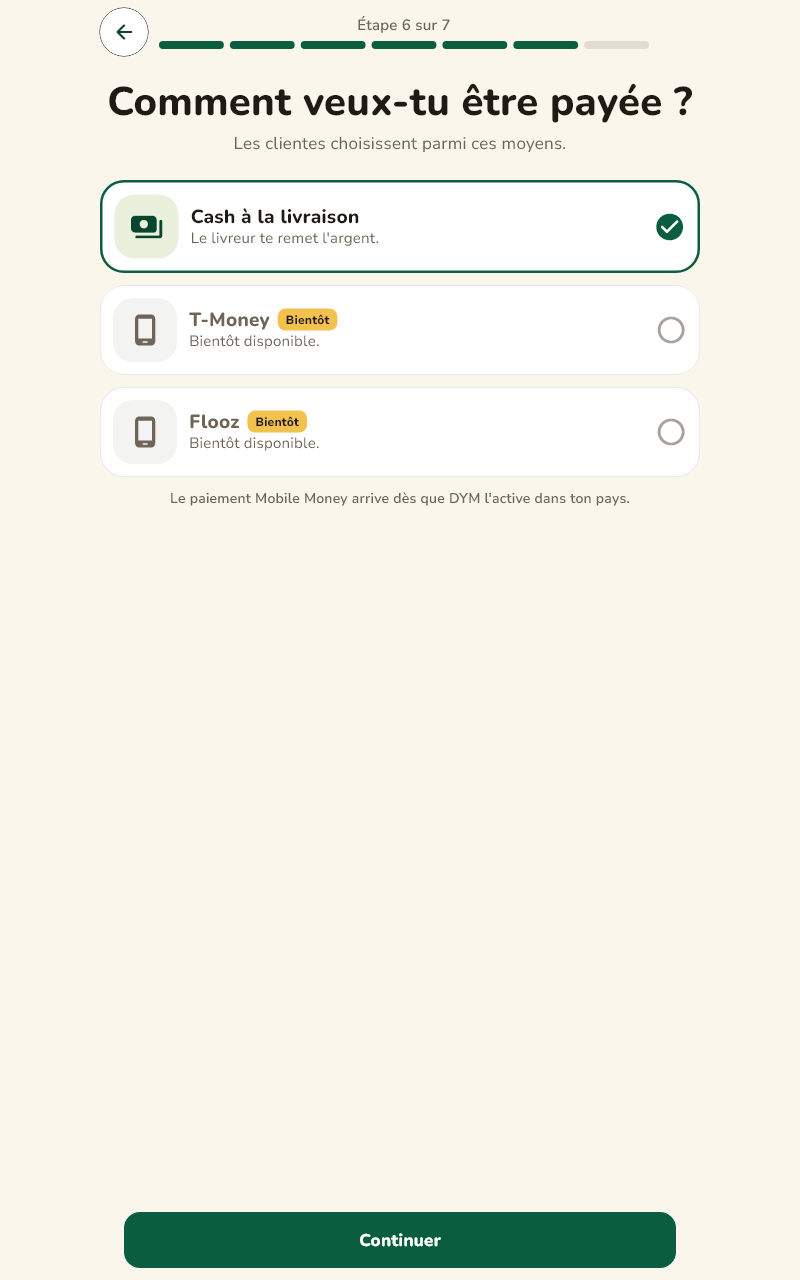 Étape 6 sur 7
Comment veux-tu être payée ?
Les clientes choisissent parmi ces moyens.
Cash à la livraison
Le livreur te remet l'argent.
T-Money Bientôt
Bientôt disponible.
Flooz Bientôt
Bientôt disponible.
Le paiement Mobile Money arrive dès que DYM l'active dans ton pays.
Continuer